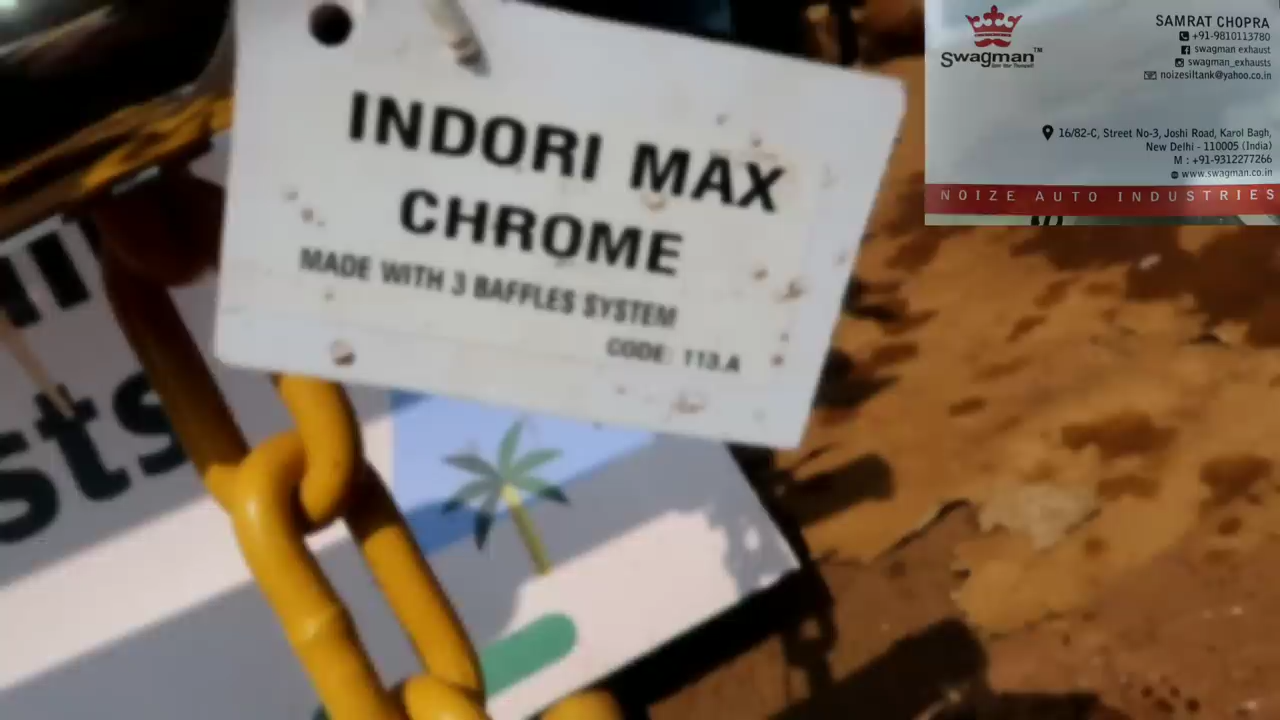 INDORI MAX
CHROME
MADE WITH 3 BAFFLES SYSTEM
CODE: 113.A
sts
Swagman™
SAMRAT CHOPRA
+91-9810113780
swagman exhaust
swagman_exhausts
noizesiltank@yahoo.co.in
16/82-C, Street No-3, Joshi Road, Karol Bagh,
New Delhi - 110005 (India)
M : +91-9312277266
www.swagman.co.in
NOIZE AUTO INDUSTRIES